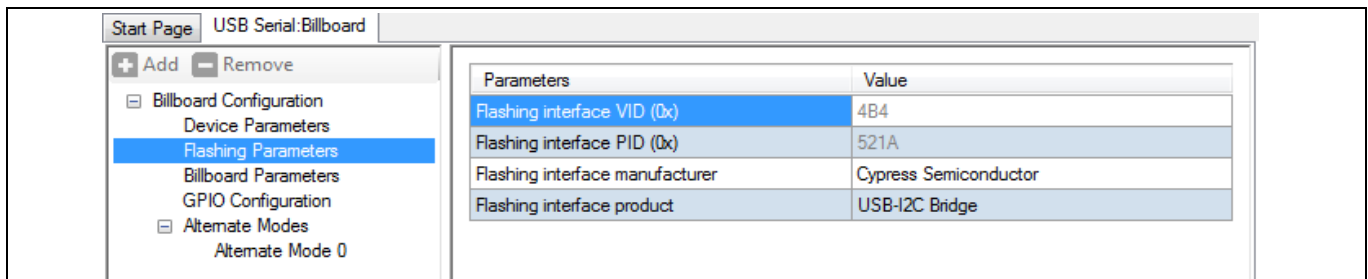 Start Page USB Serial:Billboard
Add Remove
Billboard Configuration
Device Parameters
Flashing Parameters
Billboard Parameters
GPIO Configuration
Alternate Modes
Alternate Mode 0
Parameters Value
Flashing interface VID (0x) 4B4
Flashing interface PID (0x) 521A
Flashing interface manufacturer Cypress Semiconductor
Flashing interface product USB-I2C Bridge